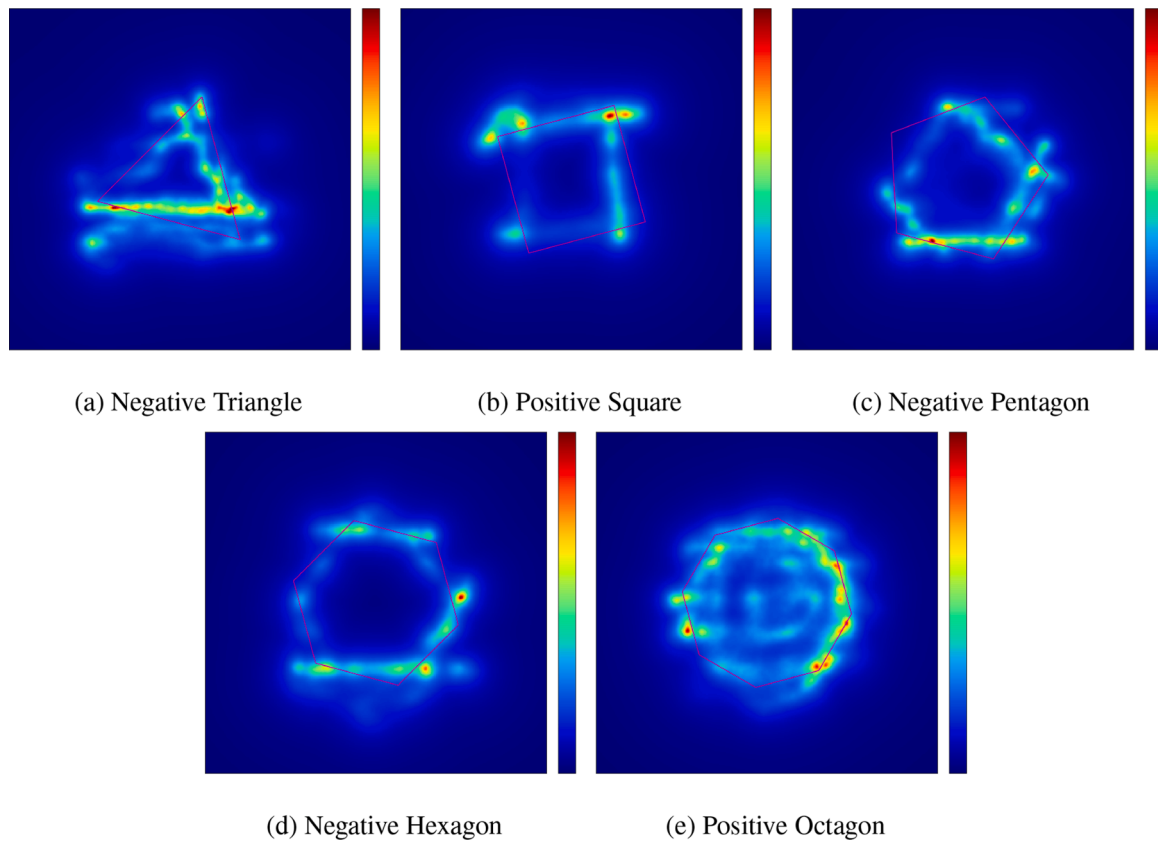 (a) Negative Triangle
(b) Positive Square
(c) Negative Pentagon
(d) Negative Hexagon
(e) Positive Octagon